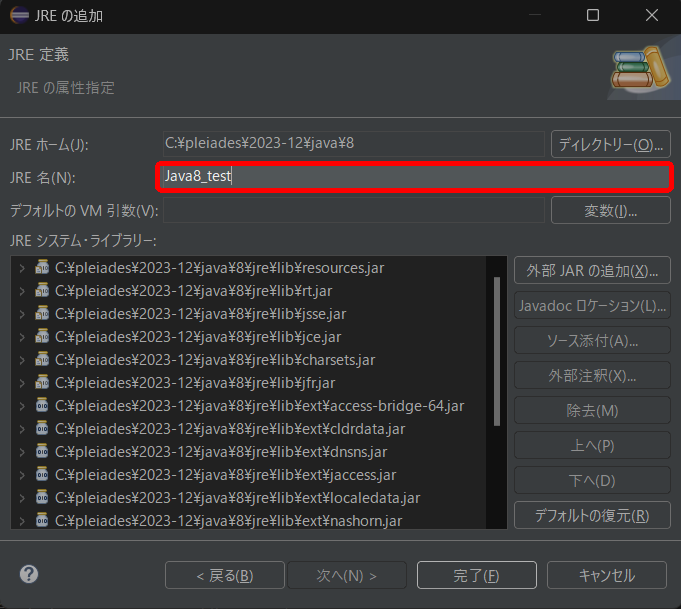 JRE の追加
JRE 定義
JRE の属性指定
JRE ホーム(J):
C:¥pleiades¥2023-12¥java¥8
ディレクトリー(O)...
JRE 名(N):
Java8_test
デフォルトの VM 引数(V):
変数(I)...
JRE システム・ライブラリー:
C:¥pleiades¥2023-12¥java¥8¥jre¥lib¥resources.jar
C:¥pleiades¥2023-12¥java¥8¥jre¥lib¥rt.jar
C:¥pleiades¥2023-12¥java¥8¥jre¥lib¥jsse.jar
C:¥pleiades¥2023-12¥java¥8¥jre¥lib¥jce.jar
C:¥pleiades¥2023-12¥java¥8¥jre¥lib¥charsets.jar
C:¥pleiades¥2023-12¥java¥8¥jre¥lib¥jfr.jar
C:¥pleiades¥2023-12¥java¥8¥jre¥lib¥ext¥access-bridge-64.jar
C:¥pleiades¥2023-12¥java¥8¥jre¥lib¥ext¥cldrdata.jar
C:¥pleiades¥2023-12¥java¥8¥jre¥lib¥ext¥dnsns.jar
C:¥pleiades¥2023-12¥java¥8¥jre¥lib¥ext¥jaccess.jar
C:¥pleiades¥2023-12¥java¥8¥jre¥lib¥ext¥localedata.jar
C:¥pleiades¥2023-12¥java¥8¥jre¥lib¥ext¥nashorn.jar
外部 JAR の追加(X)...
Javadoc ロケーション(L)...
ソース添付(A)...
外部注釈(X)...
除去(M)
上へ(P)
下へ(D)
デフォルトの復元(R)
?
< 戻る(B)
次へ(N) >
完了(F)
キャンセル